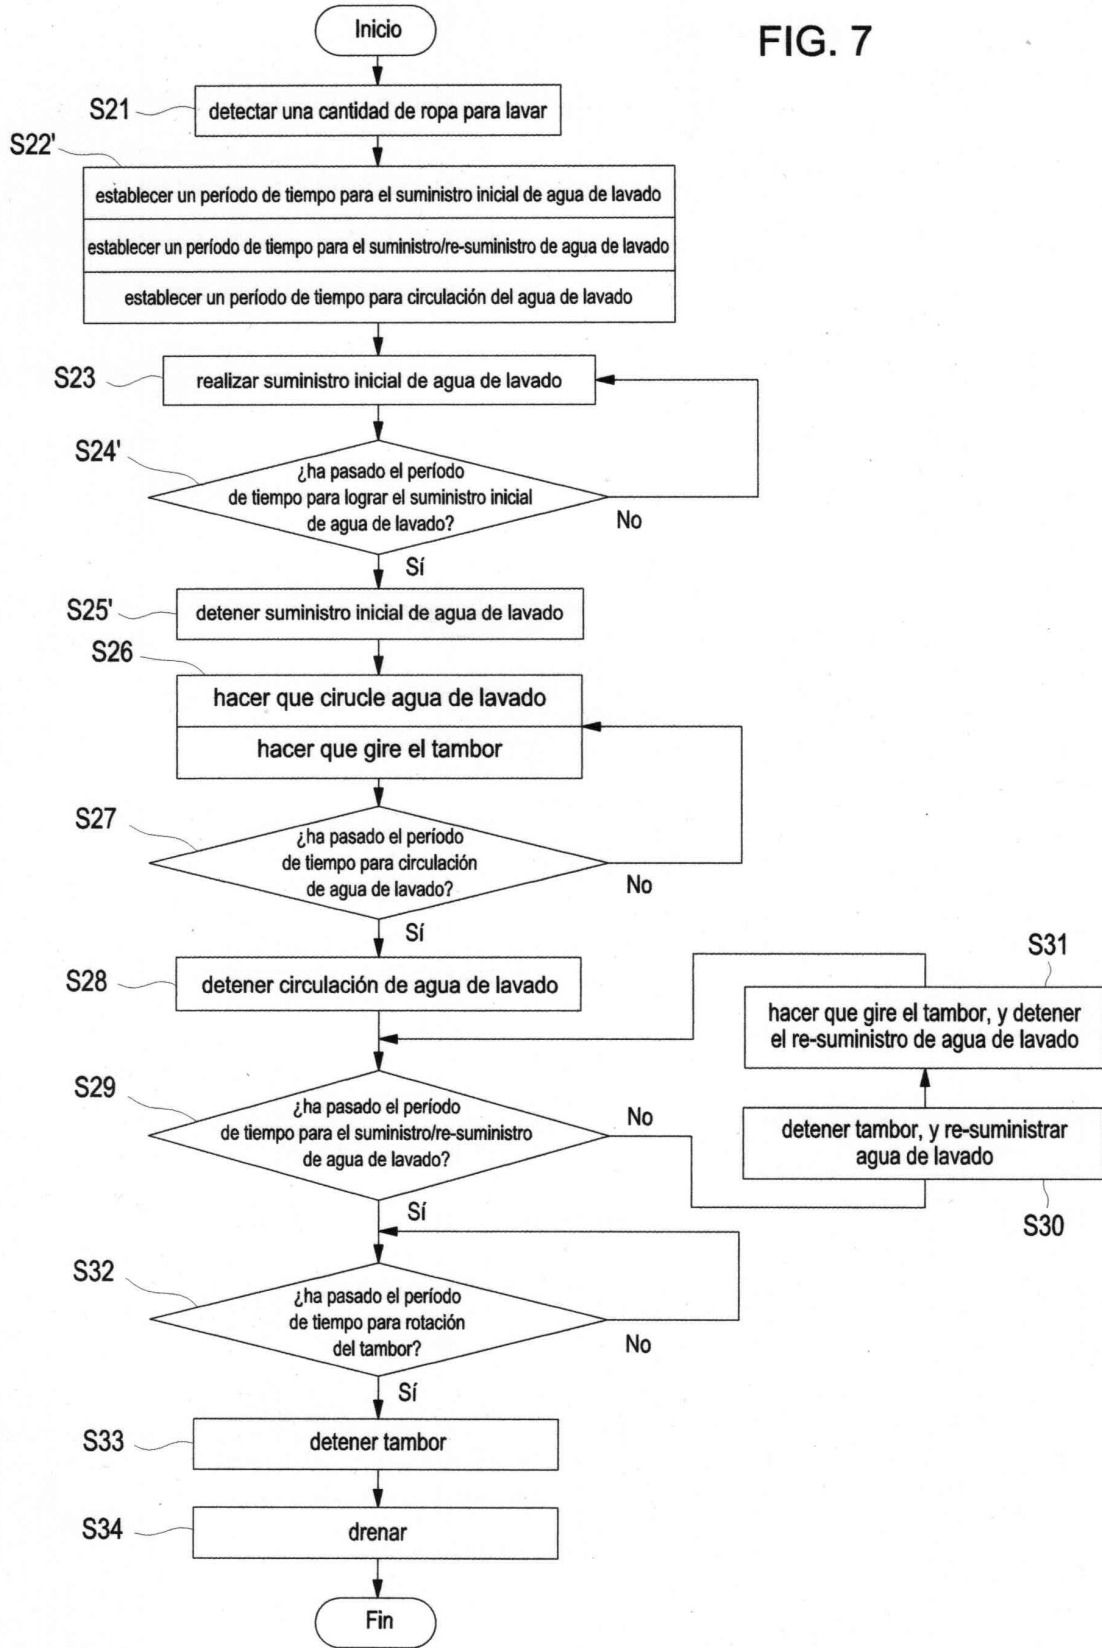 FIG. 7
Inicio
S21
detectar una cantidad de ropa para lavar
S22'
establecer un período de tiempo para el suministro inicial de agua de lavado
establecer un período de tiempo para el suministro/re-suministro de agua de lavado
establecer un período de tiempo para circulación del agua de lavado
S23
realizar suministro inicial de agua de lavado
S24'
¿ha pasado el período
de tiempo para lograr el suministro inicial
de agua de lavado?
No
Sí
S25'
detener suministro inicial de agua de lavado
S26
hacer que cirucle agua de lavado
hacer que gire el tambor
S27
¿ha pasado el período
de tiempo para circulación
de agua de lavado?
No
Sí
S28
detener circulación de agua de lavado
S31
hacer que gire el tambor, y detener
el re-suministro de agua de lavado
S29
¿ha pasado el período
de tiempo para el suministro/re-suministro
de agua de lavado?
No
Sí
detener tambor, y re-suministrar
agua de lavado
S30
S32
¿ha pasado el período
de tiempo para rotación
del tambor?
No
Sí
S33
detener tambor
S34
drenar
Fin